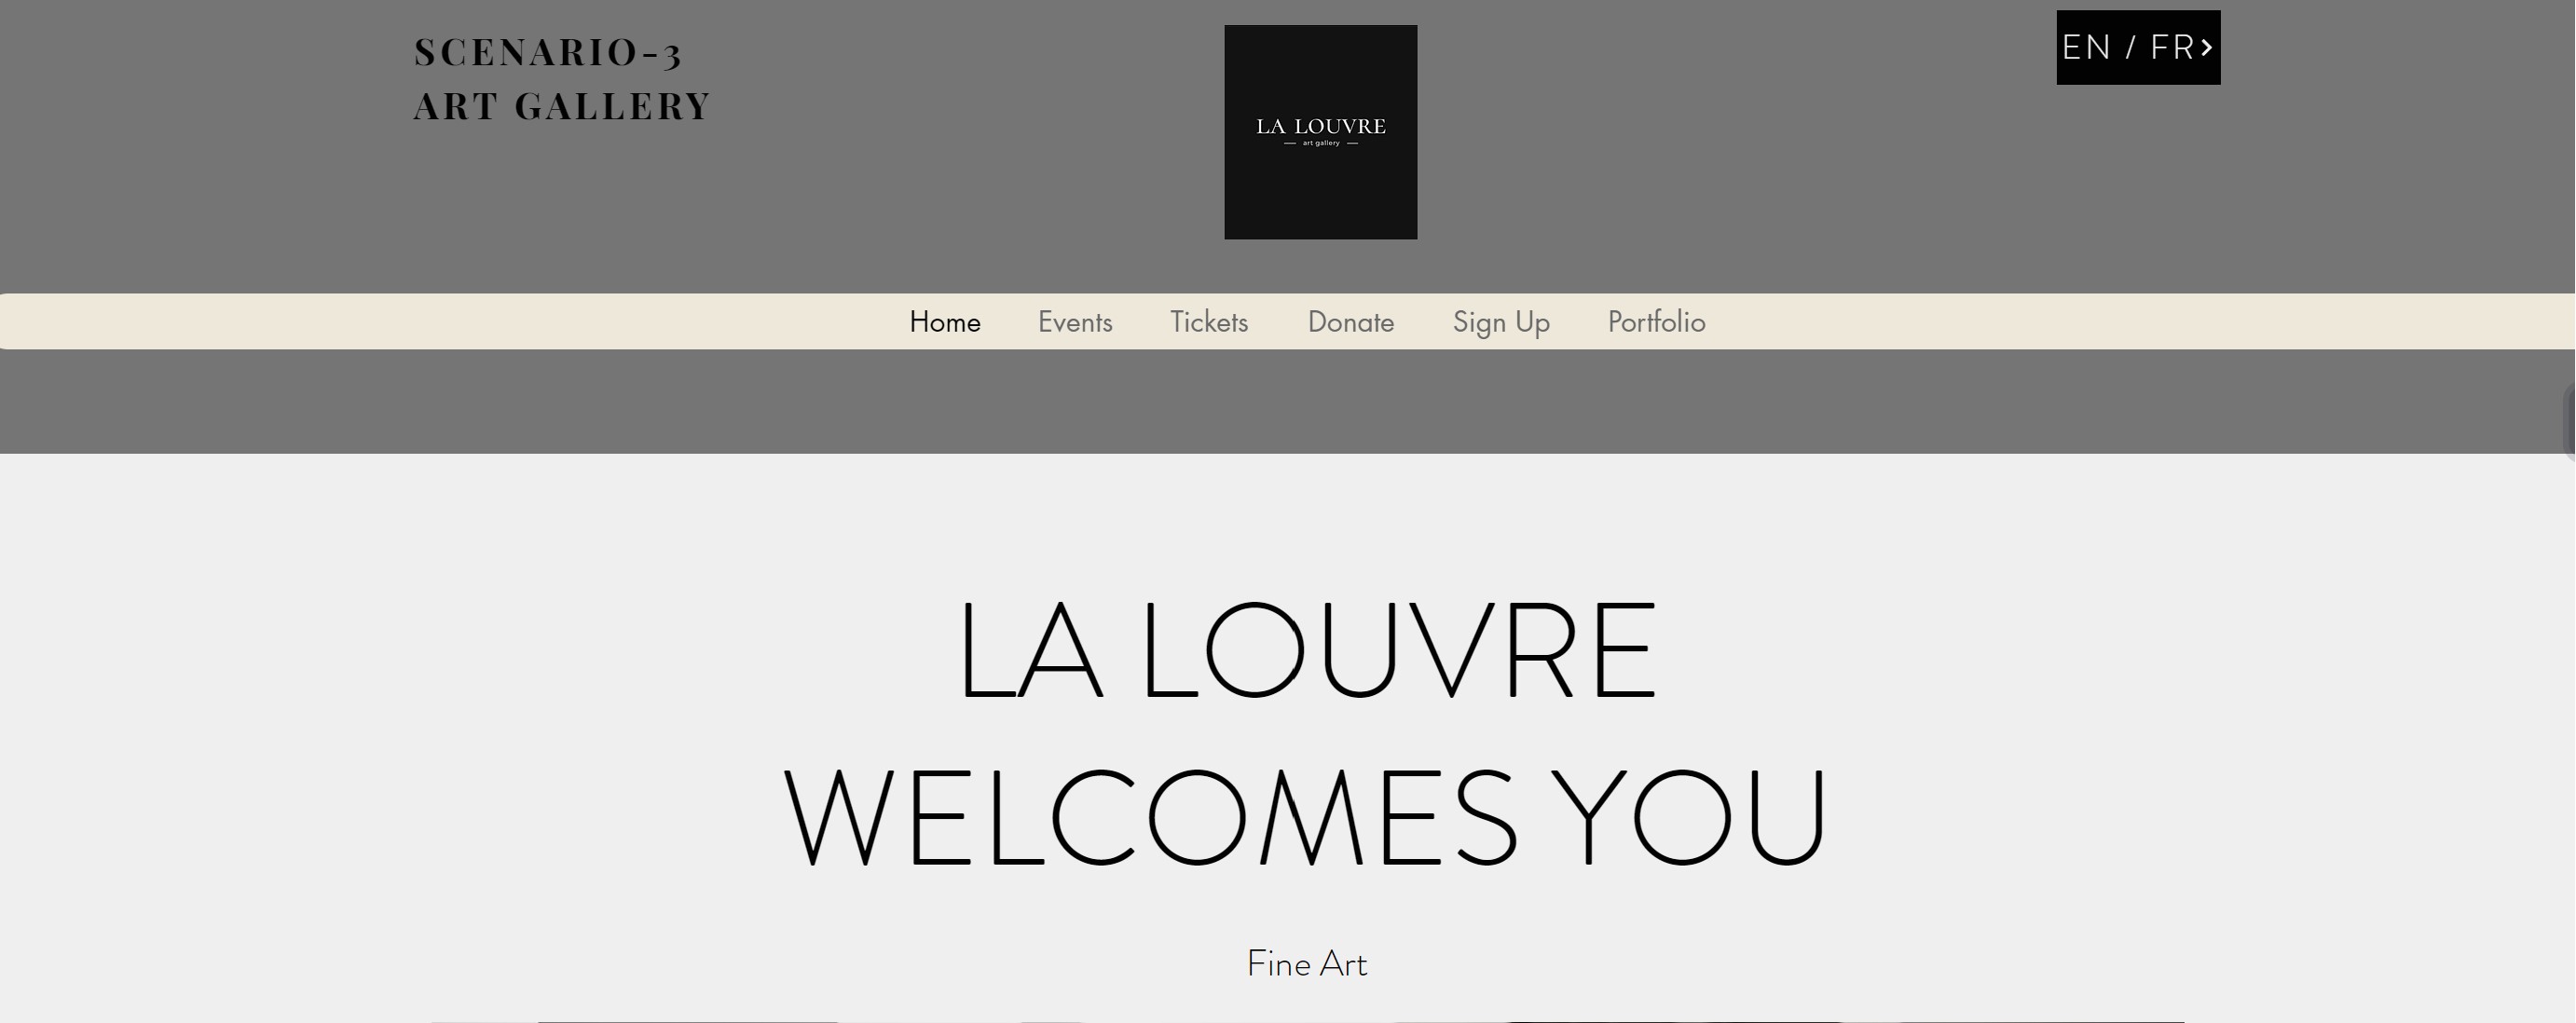 SCENARIO-3
ART GALLERY
LA LOUVRE
art gallery
EN / FR
Home Events Tickets Donate Sign Up Portfolio
LA LOUVRE
WELCOMES YOU
Fine Art